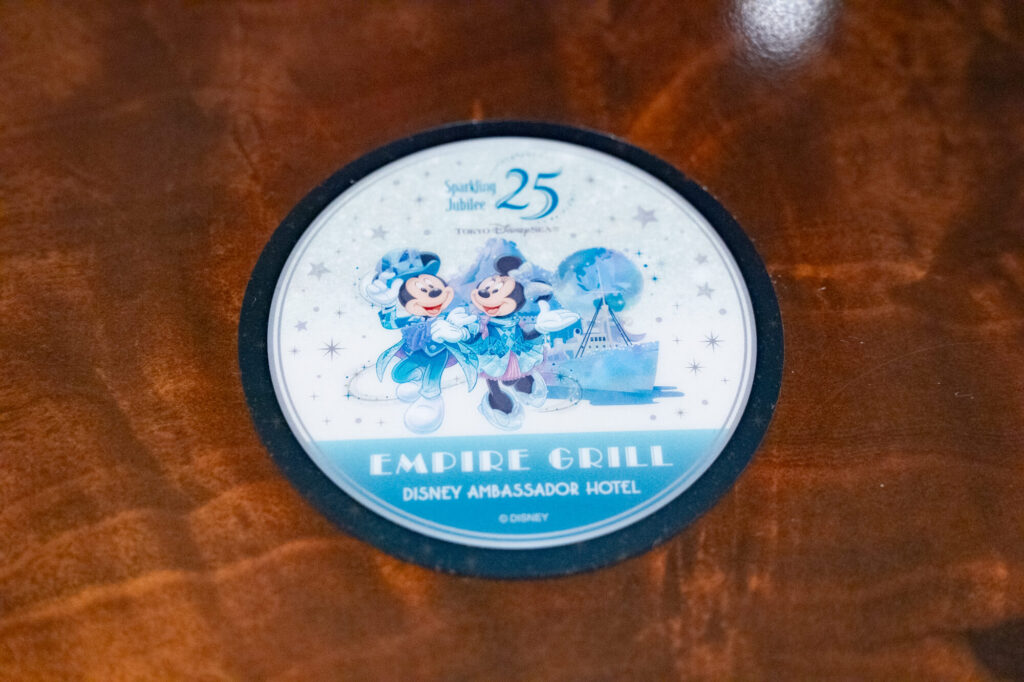 Sparkling 25
Jubilee
TOKYO DisneySEA®
EMPIRE GRILL
DISNEY AMBASSADOR HOTEL
© DISNEY